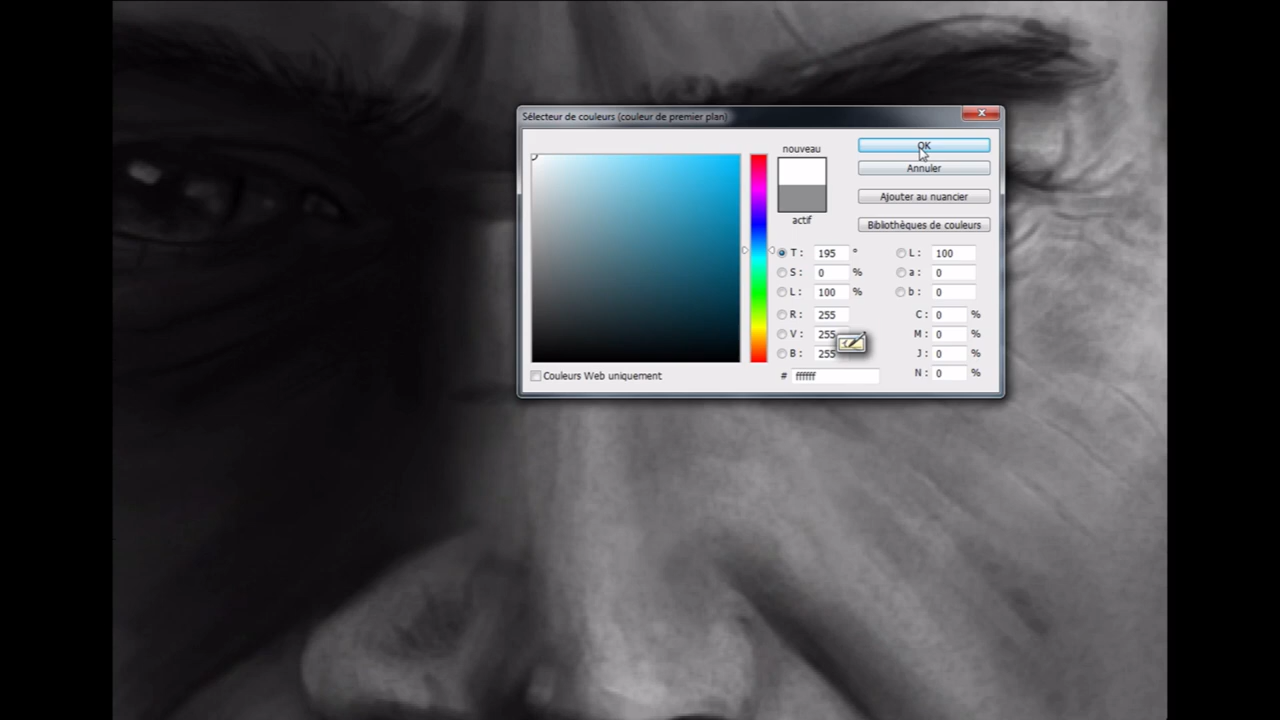 Sélecteur de couleurs (couleur de premier plan)
nouveau
actif
OK
Annuler
Ajouter au nuancier
Bibliothèques de couleurs
T : 195 °
S : 0 %
L : 100 %
R : 255
V : 255
B : 255
# ffffff
L : 100
a : 0
b : 0
C : 0 %
M : 0 %
J : 0 %
N : 0 %
Couleurs Web uniquement